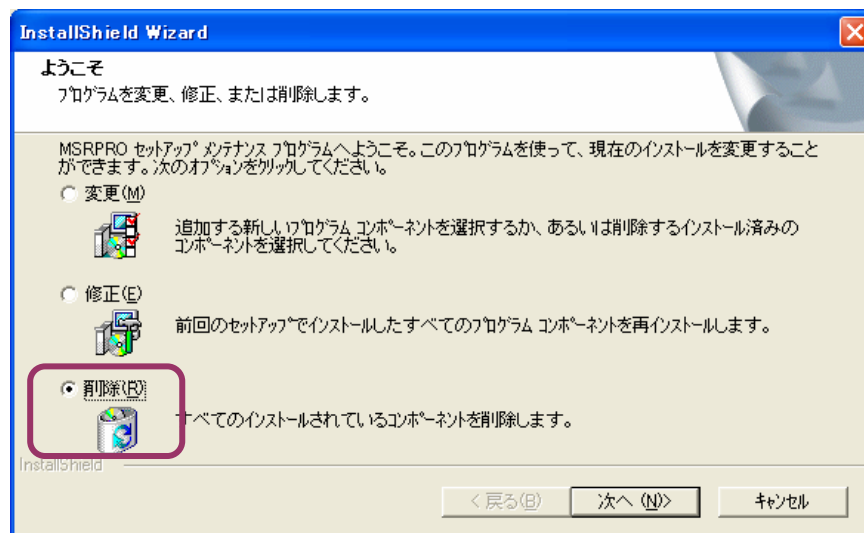 InstallShield Wizard
ようこそ
プログラムを変更、修正、または削除します。
MSRPRO セットアップ メンテナンス プログラムへようこそ。このプログラムを使って、現在のインストールを変更すること
ができます。次のオプションをクリックしてください。
変更(M)
追加する新しいプログラム コンポーネントを選択するか、あるいは削除するインストール済みの
コンポーネントを選択してください。
修正(E)
前回のセットアップでインストールしたすべてのプログラム コンポーネントを再インストールします。
削除(R)
すべてのインストールされているコンポーネントを削除します。
InstallShield
< 戻る(B) 次へ (N)> キャンセル